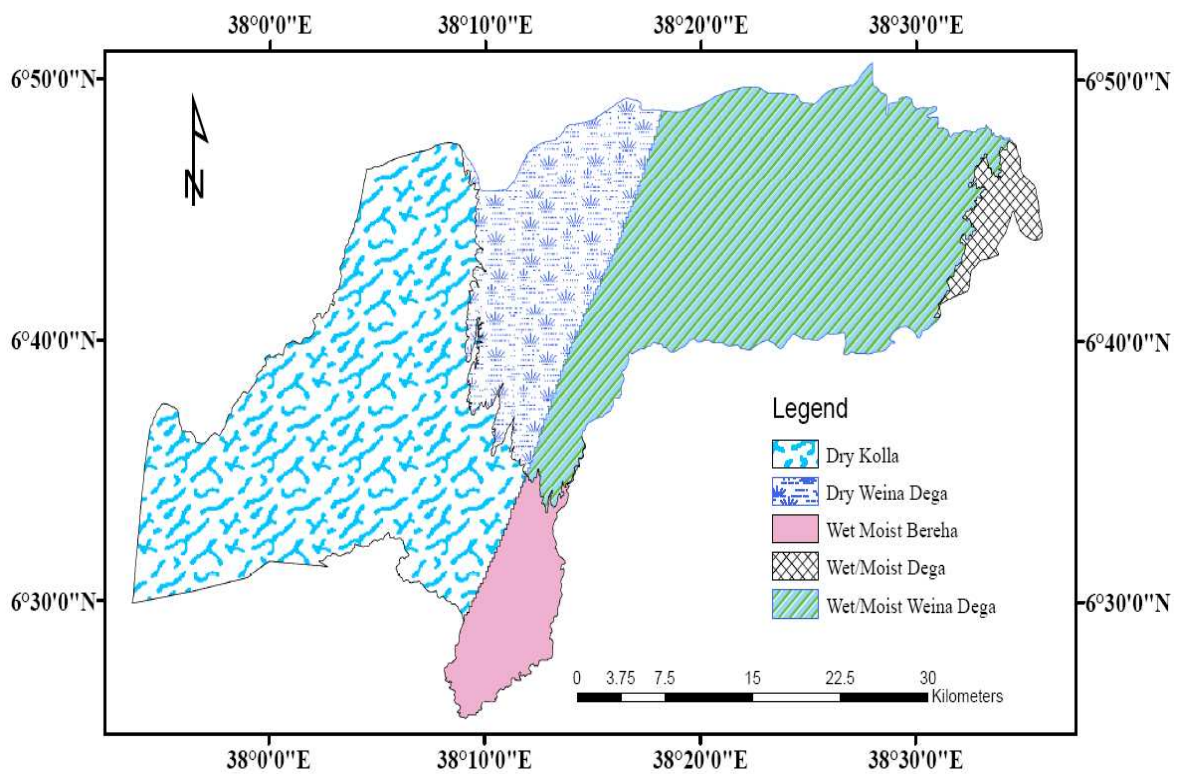 38°0'0"E 38°10'0"E 38°20'0"E 38°30'0"E
6°50'0"N 6°50'0"N
N
6°40'0"N 6°40'0"N
Legend
Dry Kolla
Dry Weina Dega
Wet Moist Bereha
Wet/Moist Dega
Wet/Moist Weina Dega
6°30'0"N 6°30'0"N
0 3.75 7.5 15 22.5 30
Kilometers
38°0'0"E 38°10'0"E 38°20'0"E 38°30'0"E